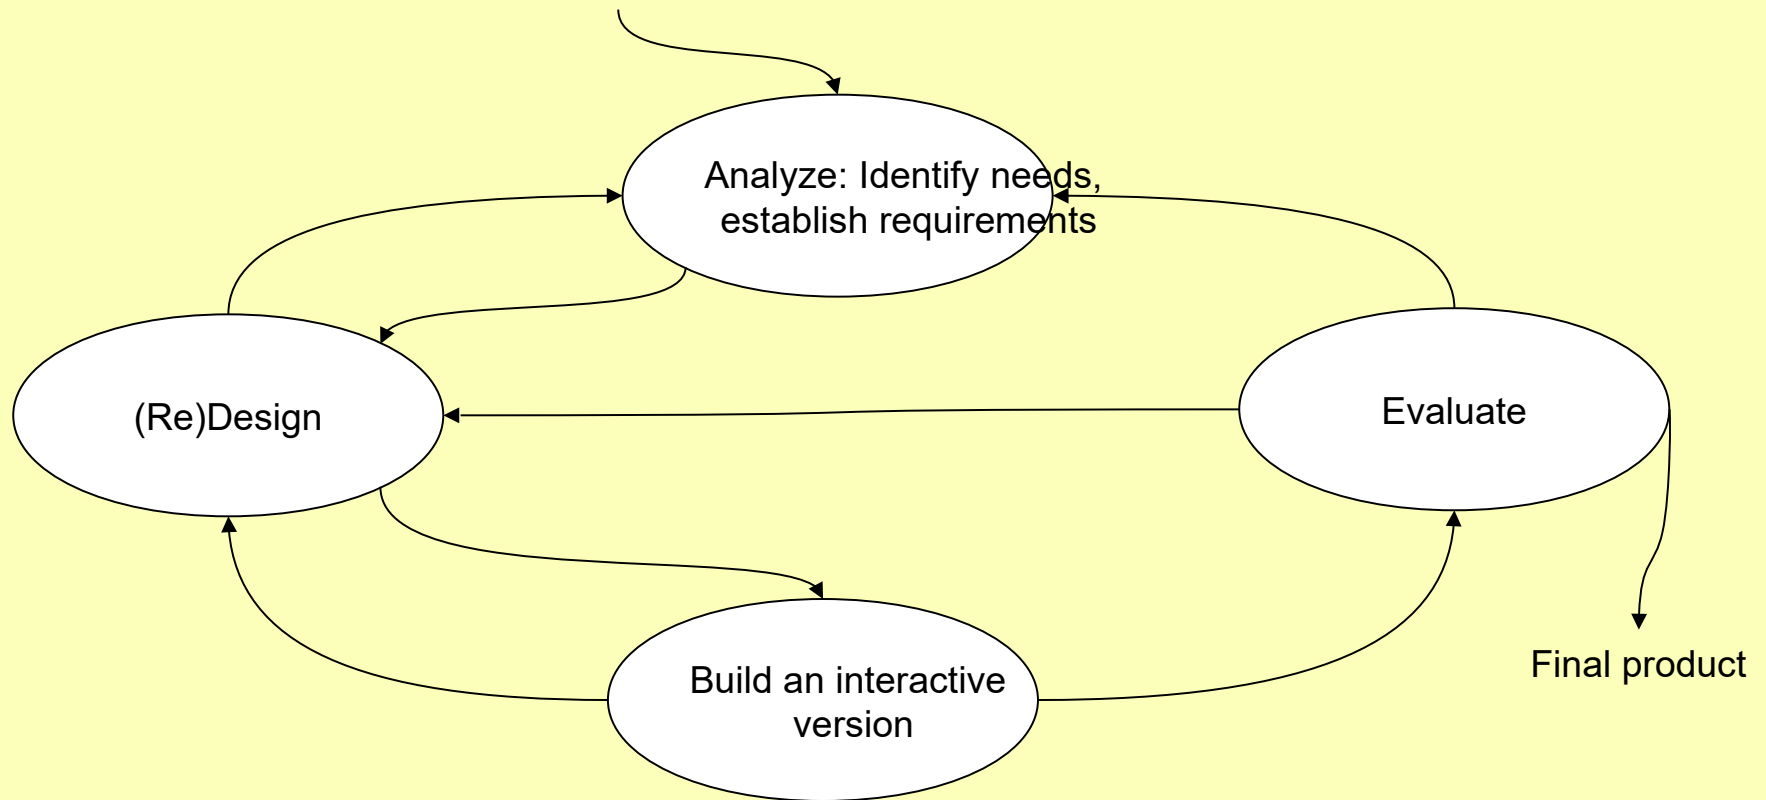 Analyze: Identify needs,
establish requirements
(Re)Design
Evaluate
Build an interactive
version
Final product